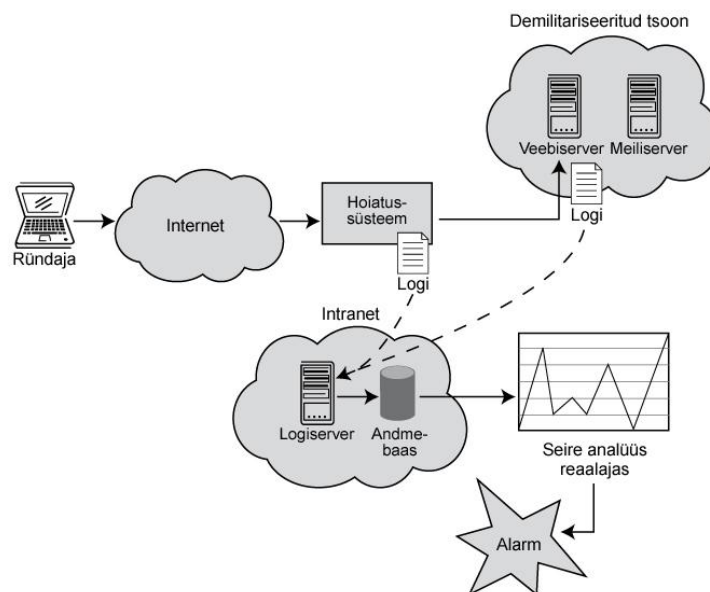 Demilitariseeritud tsoon
Veebiserver Meiliserver
Logi
Ründaja
Internet
Hoiatus-
süsteem
Logi
Intranet
Logiserver
Andme-
baas
Seire analüüs
reaalajas
Alarm